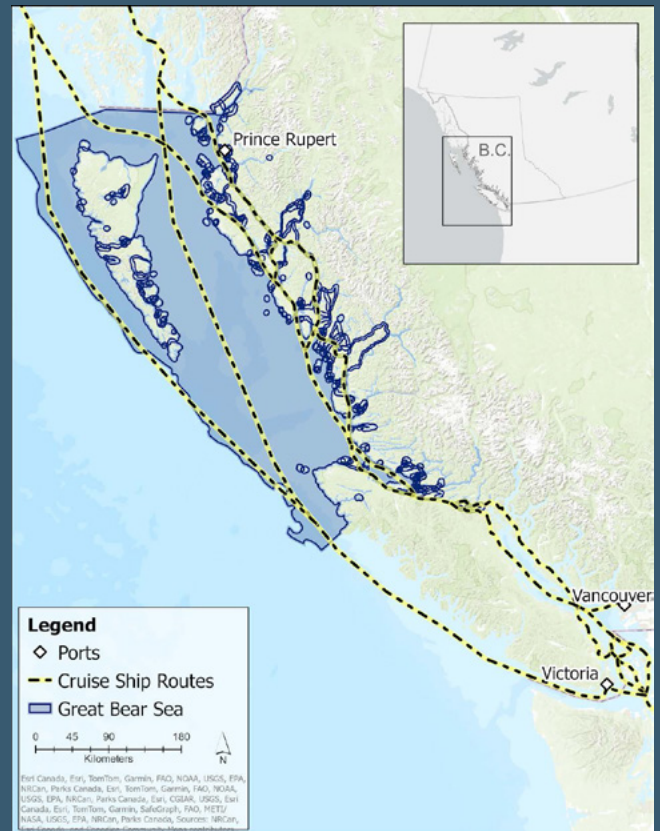 Prince Rupert
B.C.
Vancouver
Victoria
Legend
Ports
Cruise Ship Routes
Great Bear Sea
0 45 90 180
Kilometers
N
Esri Canada, Esri, TomTom, Garmin, FAO, NOAA, USGS, EPA,
NRCan, Parks Canada, Esri, TomTom, Garmin, FAO, NOAA,
USGS, EPA, NRCan, Parks Canada, Esri, CGIAR, USGS, Esri
Canada, Esri, TomTom, Garmin, SafeGraph, FAO, METI/
NASA, USGS, EPA, NRCan, Parks Canada, Sources: NRCan,